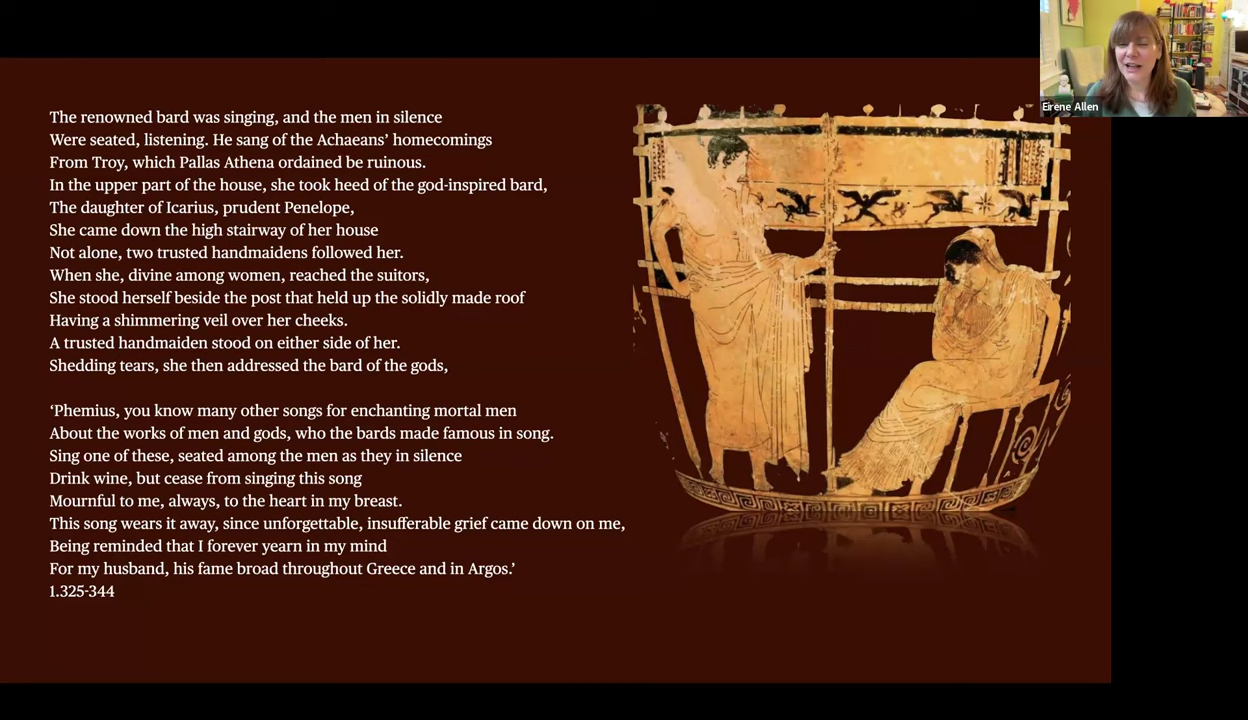 The renowned bard was singing, and the men in silence
Were seated, listening. He sang of the Achaeans’ homecomings
From Troy, which Pallas Athena ordained be ruinous.
In the upper part of the house, she took heed of the god-inspired bard,
The daughter of Icarius, prudent Penelope,
She came down the high stairway of her house
Not alone, two trusted handmaidens followed her.
When she, divine among women, reached the suitors,
She stood herself beside the post that held up the solidly made roof
Having a shimmering veil over her cheeks.
A trusted handmaiden stood on either side of her.
Shedding tears, she then addressed the bard of the gods,
‘Phemius, you know many other songs for enchanting mortal men
About the works of men and gods, who the bards made famous in song.
Sing one of these, seated among the men as they in silence
Drink wine, but cease from singing this song
Mournful to me, always, to the heart in my breast.
This song wears it away, since unforgettable, insufferable grief came down on me,
Being reminded that I forever yearn in my mind
For my husband, his fame broad throughout Greece and in Argos.’
1.325-344
Eirene Allen